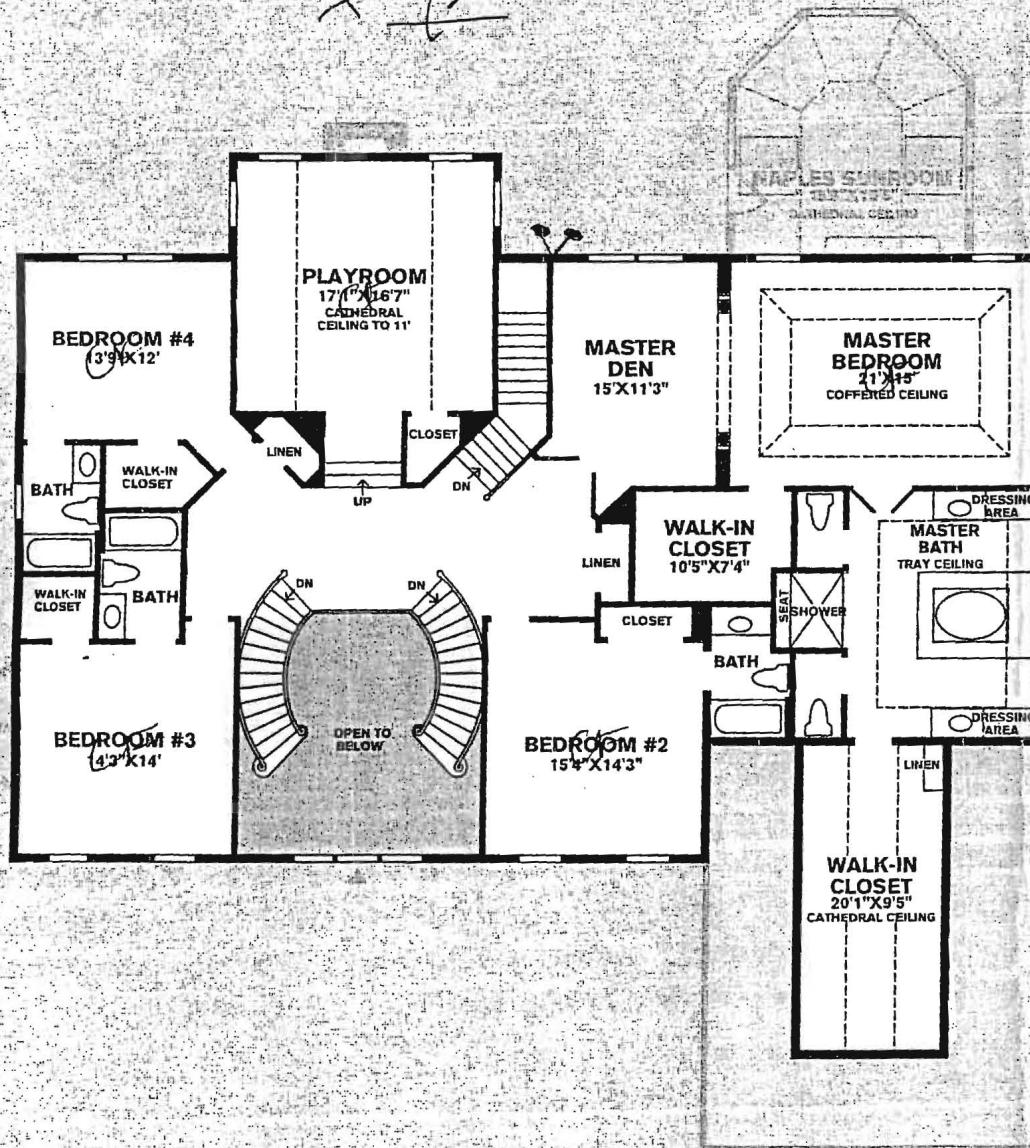 NAPLES SUNROOM
CATHEDRAL CEILING
PLAYROOM
17'1"X16'7"
CATHEDRAL
CEILING TO 11'
BEDROOM #4
13'9"X12'
MASTER
DEN
15'X11'3"
MASTER
BEDROOM
21'X15'
COFFERED CEILING
LINEN
CLOSET
WALK-IN
CLOSET
BATH
UP
DN
WALK-IN
CLOSET
10'5"X7'4"
DRESSING
AREA
MASTER
BATH
TRAY CEILING
LINEN
WALK-IN
CLOSET
BATH
DN
DN
SEAT
SHOWER
CLOSET
BATH
DRESSING
AREA
BEDROOM #3
14'3"X14'
OPEN TO
BELOW
BEDROOM #2
15'4"X14'3"
LINEN
WALK-IN
CLOSET
20'1"X9'5"
CATHEDRAL CEILING